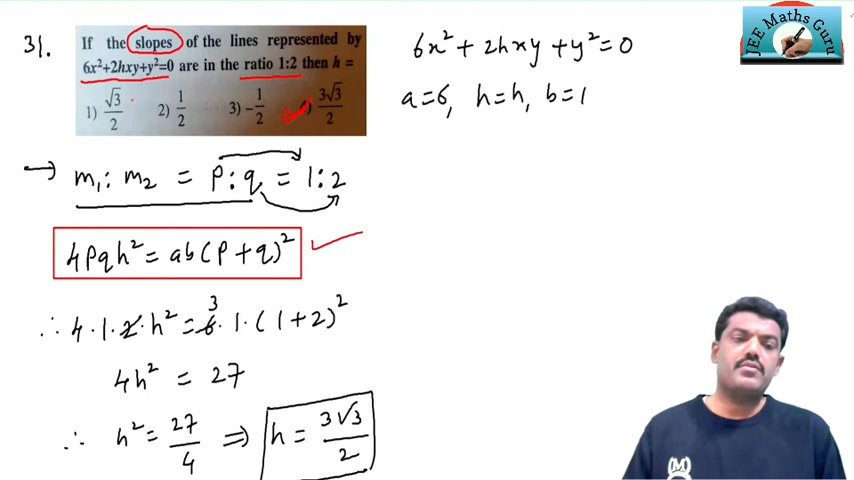 31.
If the slopes of the lines represented by
6x²+2hxy+y²=0 are in the ratio 1:2 then h =
1) √3/2 2) 1/2 3) -1/2 4) 3√3/2
JEE Maths Guru
6x² + 2hxy + y² = 0
a = 6, h = h, b = 1
→ m₁ : m₂ = P : q = 1 : 2
4Pqh² = ab(P + q)²
∴ 4 · 1 · 2 · h² = 6 · 1 · (1 + 2)²
3
4h² = 27
∴ h² = 27/4 ⇒ h = 3√3/2
(M)